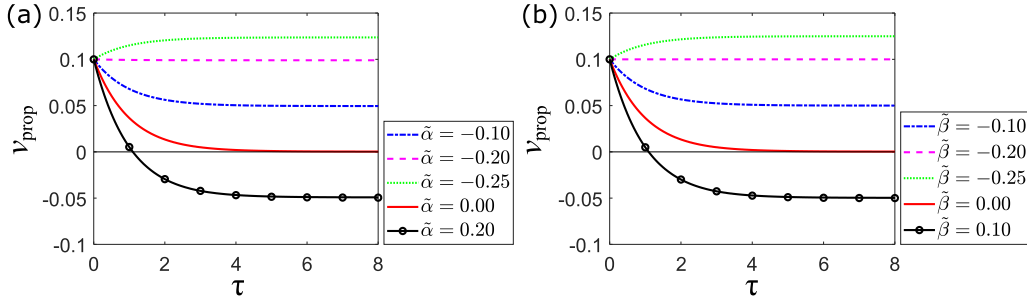 (a)
0.15
0.1
0.05
0
-0.05
-0.1
v_prop
0 2 4 6 8
τ
α̃ = −0.10
α̃ = −0.20
α̃ = −0.25
α̃ = 0.00
α̃ = 0.20
(b)
0.15
0.1
0.05
0
-0.05
-0.1
v_prop
0 2 4 6 8
τ
β̃ = −0.10
β̃ = −0.20
β̃ = −0.25
β̃ = 0.00
β̃ = 0.10